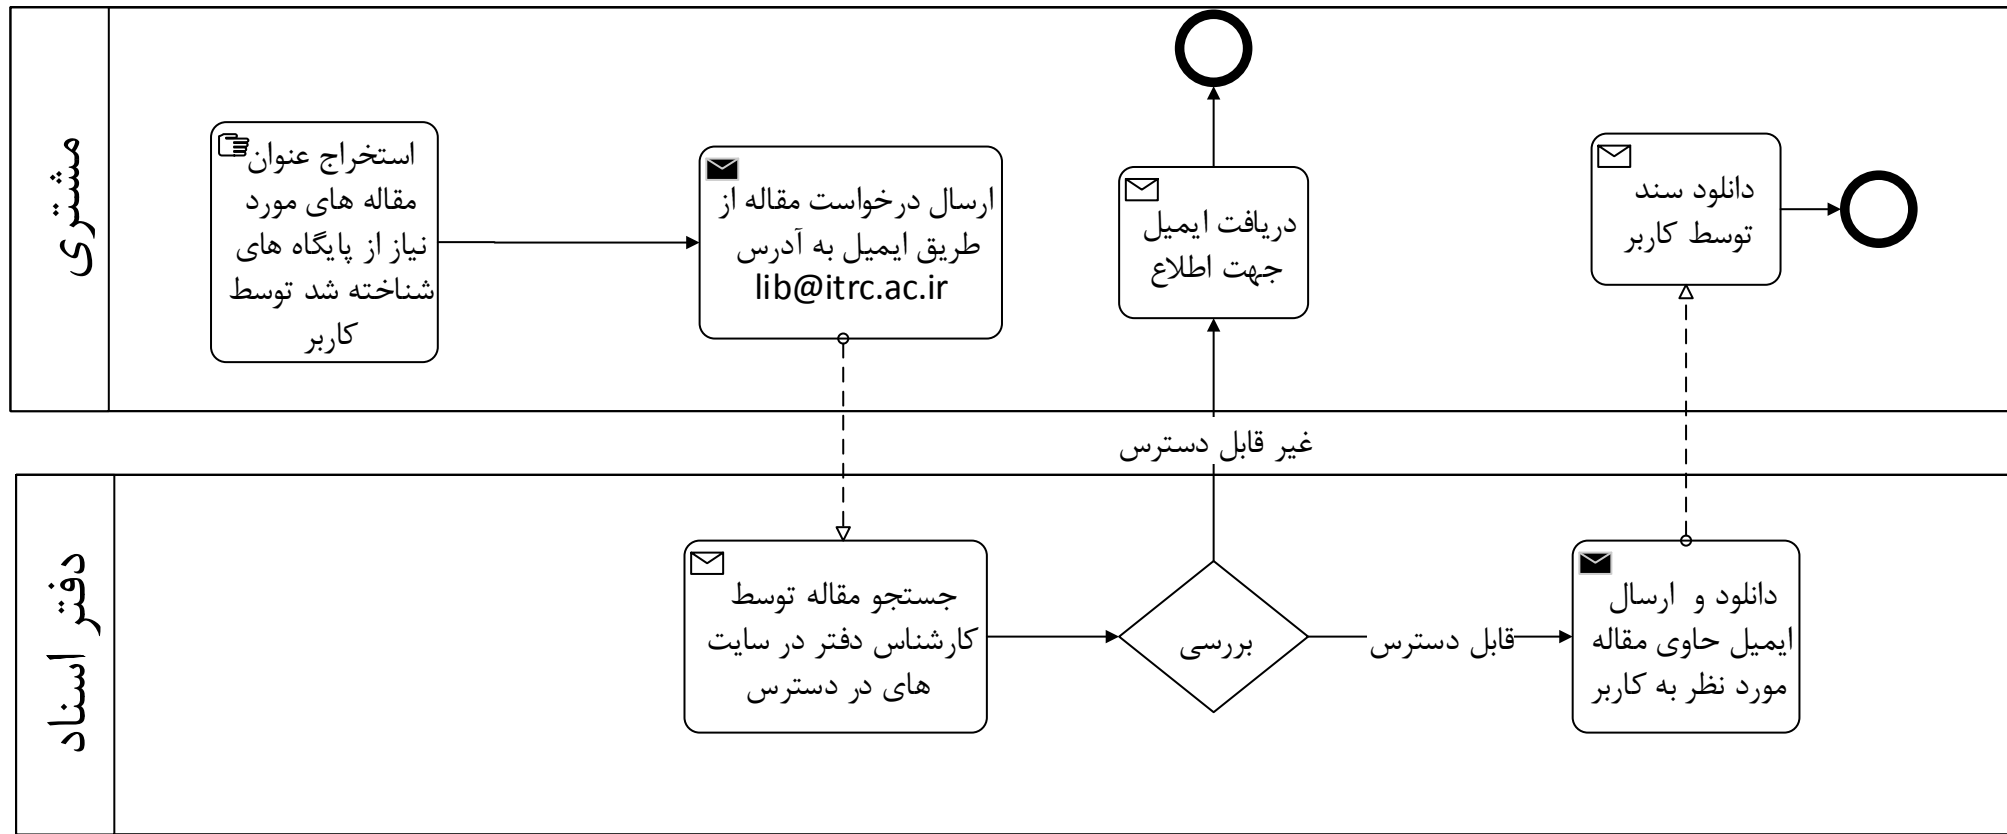 مشتری
استخراج عنوان
مقاله های مورد
نیاز از پایگاه های
شناخته شد توسط
کاربر
ارسال درخواست مقاله از
طریق ایمیل به آدرس
lib@itrc.ac.ir
دریافت ایمیل
جهت اطلاع
دانلود سند
توسط کاربر
غیر قابل دسترس
دفتر اسناد
جستجو مقاله توسط
کارشناس دفتر در سایت
های در دسترس
بررسی
قابل دسترس
دانلود و ارسال
ایمیل حاوی مقاله
مورد نظر به کاربر